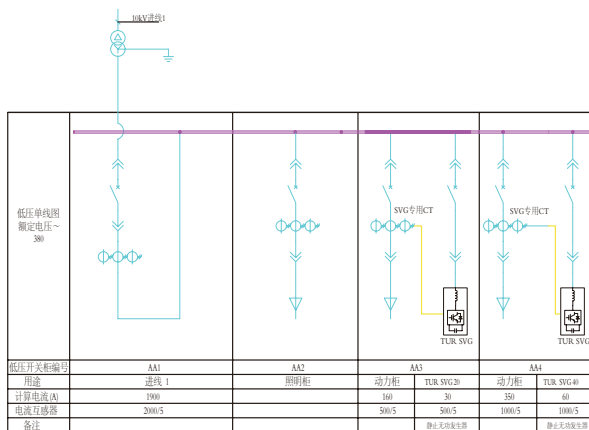 10kV进线1
低压单线图
额定电压～
380
SVG专用CT
SVG专用CT
TUR SVG
TUR SVG
低压开关柜编号 AA1 AA2 AA3 AA4
用途 进线 1 照明柜 动力柜 TUR SVG 20 动力柜 TUR SVG 40
计算电流(A) 1900 160 30 350 60
电流互感器 2000/5 500/5 500/5 1000/5 1000/5
备注 静止无功发生器 静止无功发生器